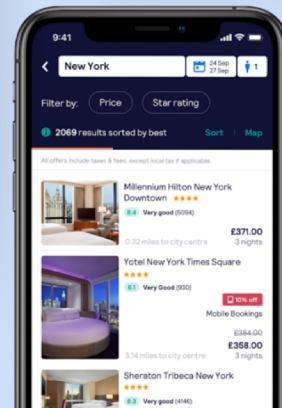 9:41
New York
24 Sep
27 Sep
1
Filter by:
Price
Star rating
2069 results sorted by best
Sort
Map
All offers include taxes & fees, except local tax if applicable.
Millennium Hilton New York
Downtown
8.4 Very good (5094)
£371.00
0.32 miles to city centre
3 nights
Yotel New York Times Square
8.1 Very Good (930)
10% off
Mobile Bookings
£384.00
£358.00
3.14 miles to city centre
3 nights
Sheraton Tribeca New York
8.3 Very good (4146)